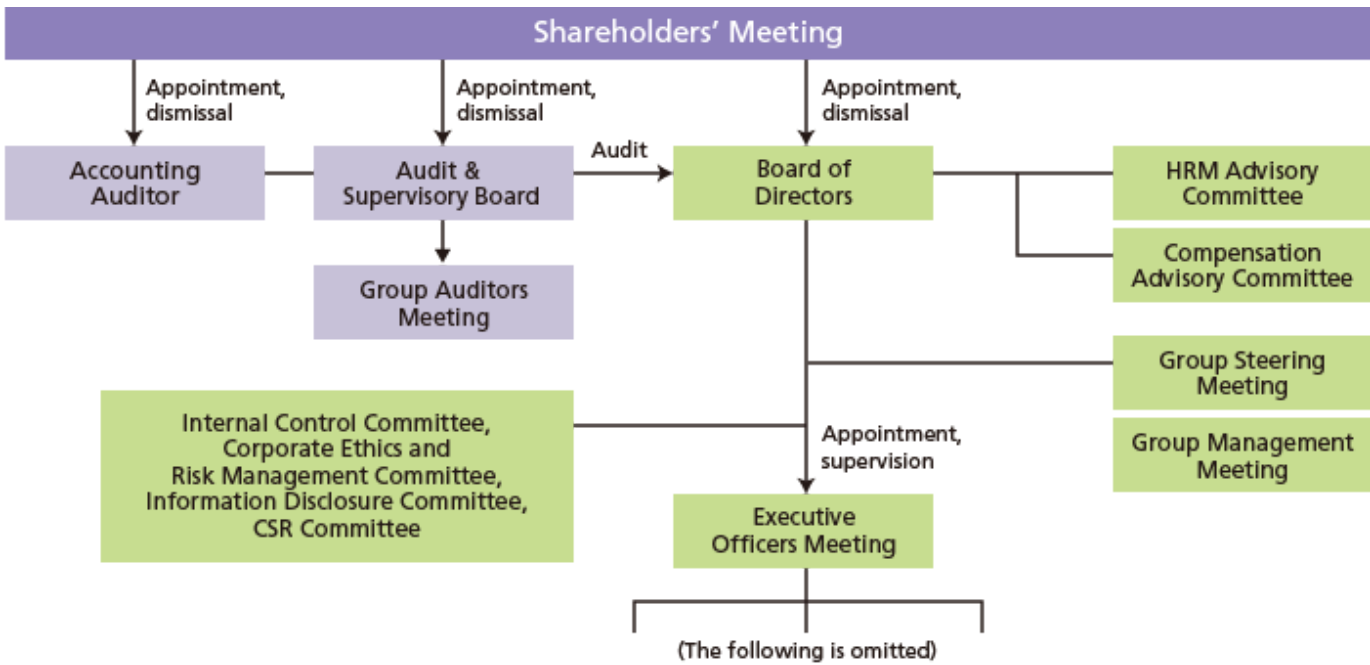 Shareholders’ Meeting
Appointment,
dismissal
Appointment,
dismissal
Appointment,
dismissal
Accounting
Auditor
Audit &
Supervisory Board
Audit
Board of
Directors
HRM Advisory
Committee
Compensation
Advisory Committee
Group Auditors
Meeting
Group Steering
Meeting
Internal Control Committee,
Corporate Ethics and
Risk Management Committee,
Information Disclosure Committee,
CSR Committee
Appointment,
supervision
Group Management
Meeting
Executive
Officers Meeting
(The following is omitted)